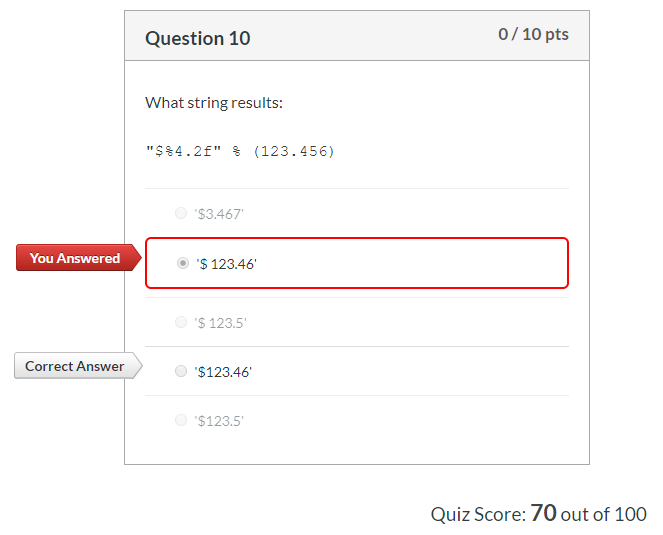 Question 10
0 / 10 pts
What string results:
"$%4.2f" % (123.456)
'$3.467'
You Answered
'$ 123.46'
'$ 123.5'
Correct Answer
'$123.46'
'$123.5'
Quiz Score: 70 out of 100